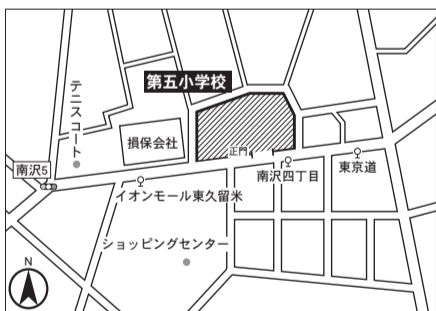 第五小学校
テニスコート
損保会社
正門
南沢5
南沢四丁目
東京道
イオンモール東久留米
ショッピングセンター
N